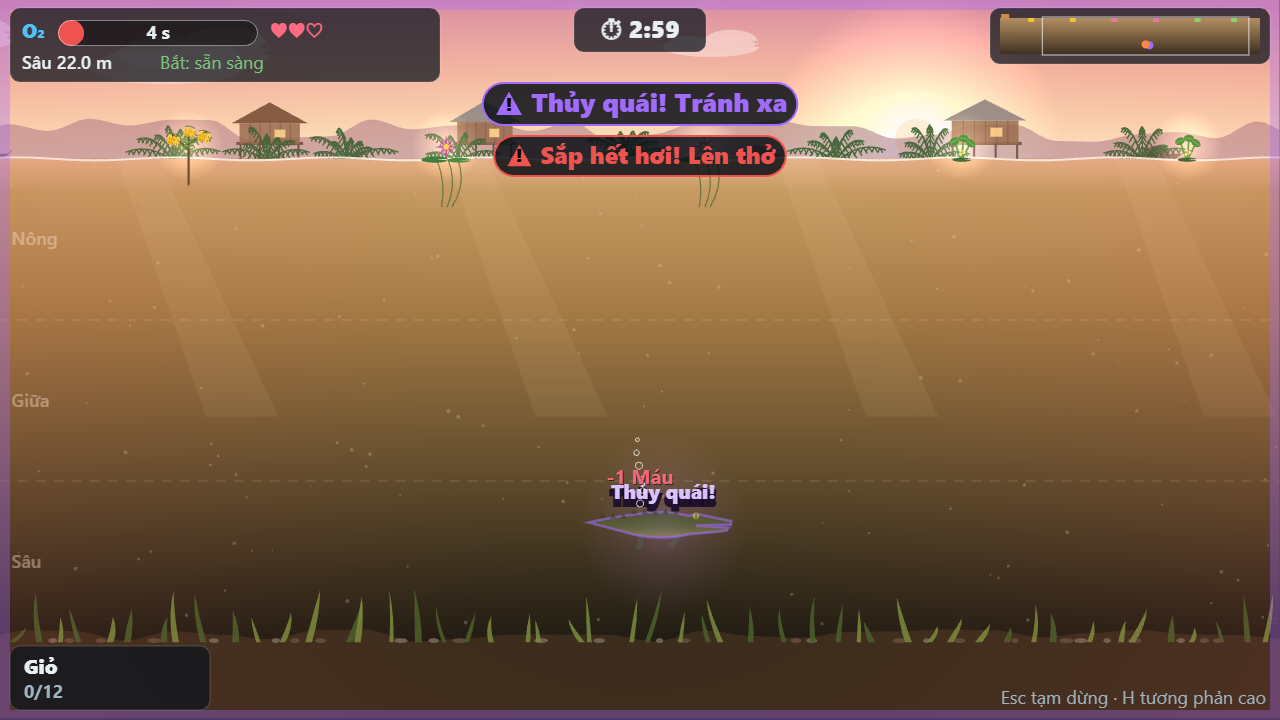 O₂ 4 s
Sâu 22.0 m Bắt: sẵn sàng
⏱ 2:59
⚠ Thủy quái! Tránh xa
⚠ Sắp hết hơi! Lên thở
Nông
Giữa
-1 Máu
Thủy quái!
Sâu
Giỏ
0/12
Esc tạm dừng · H tương phản cao